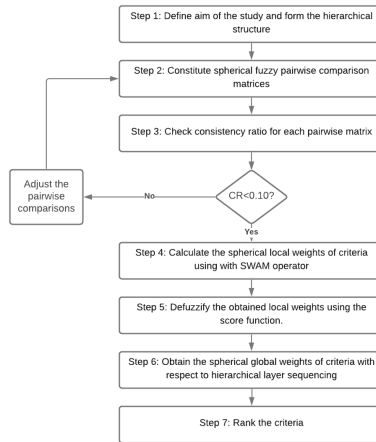 Step 1: Define aim of the study and form the hierarchical
structure
Step 2: Constitute spherical fuzzy pairwise comparison
matrices
Step 3: Check consistency ratio for each pairwise matrix
Adjust the
pairwise
comparisons
No
CR<0.10?
Yes
Step 4: Calculate the spherical local weights of criteria
using with SWAM operator
Step 5: Defuzzify the obtained local weights using the
score function.
Step 6: Obtain the spherical global weights of criteria with
respect to hierarchical layer sequencing
Step 7: Rank the criteria